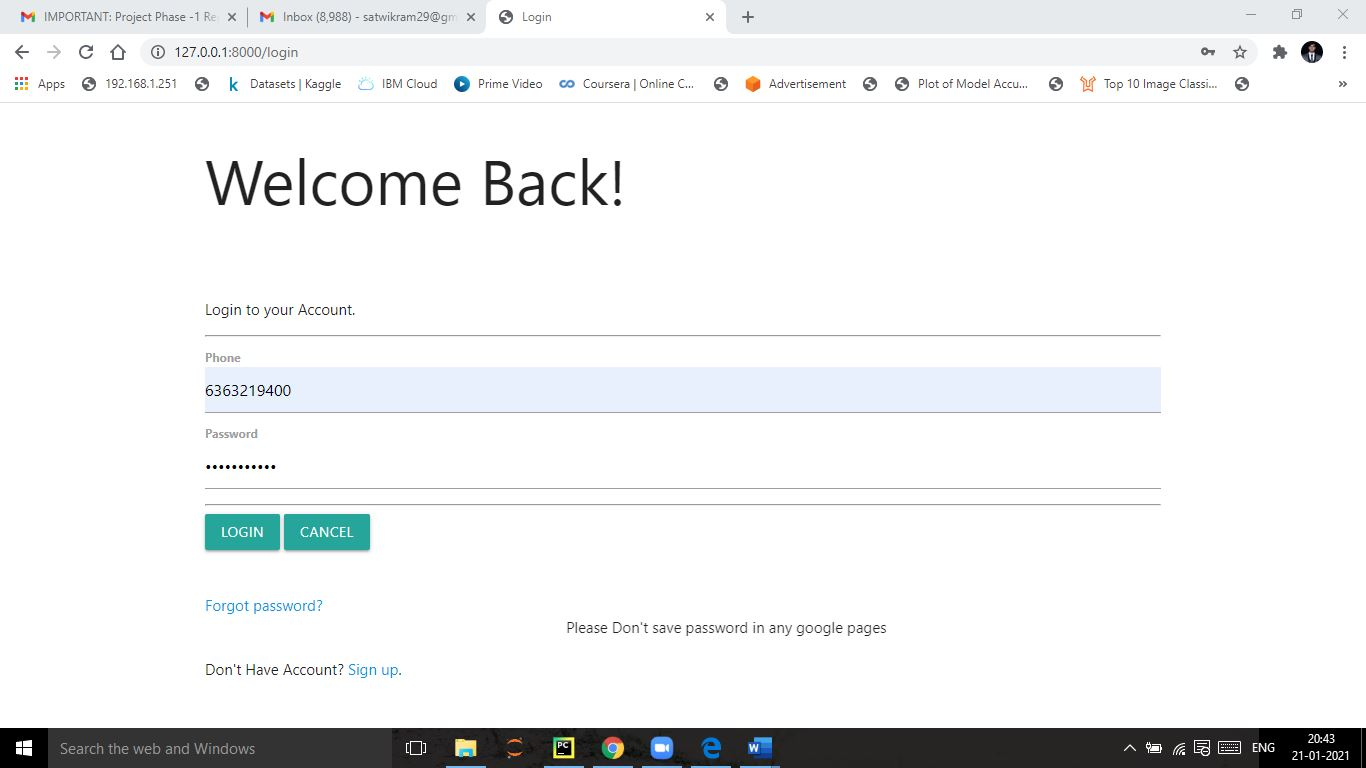 IMPORTANT: Project Phase -1 Re
Inbox (8,988) - satwikram29@gm
Login
127.0.0.1:8000/login
Apps
192.168.1.251
Datasets | Kaggle
IBM Cloud
Prime Video
Coursera | Online C...
Advertisement
Plot of Model Accu...
Top 10 Image Classi...
Welcome Back!
Login to your Account.
Phone
6363219400
Password
•••••••••••
LOGIN
CANCEL
Forgot password?
Please Don't save password in any google pages
Don't Have Account? Sign up.
Search the web and Windows
PC
ENG
20:43
21-01-2021